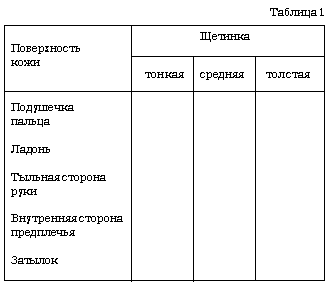 Таблица 1
Поверхность
кожи
Щетинка
тонкая средняя толстая
Подушечка
пальца
Ладонь
Тыльная сторона
руки
Внутренняя сторона
предплечья
Затылок